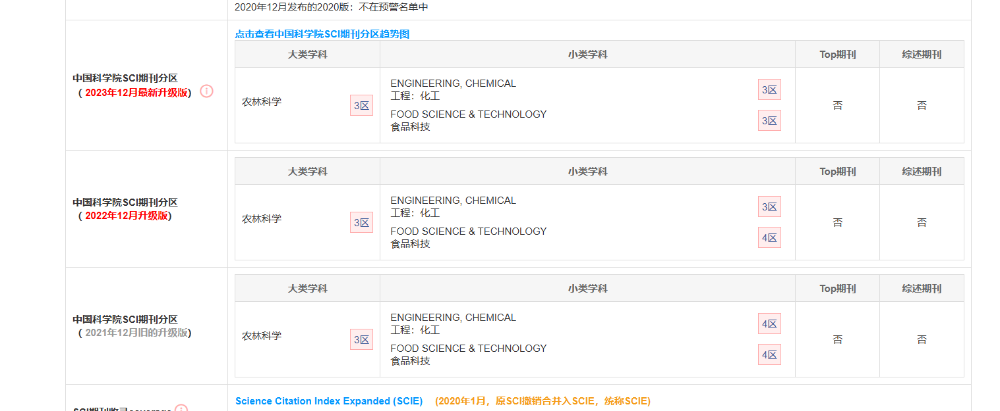 2020年12月发布的2020版：不在预警名单中
点击查看中国科学院SCI期刊分区趋势图
中国科学院SCI期刊分区
（ 2023年12月最新升级版)
大类学科 小类学科 Top期刊 综述期刊
农林科学 3区
ENGINEERING, CHEMICAL
工程：化工
3区
FOOD SCIENCE & TECHNOLOGY
食品科技
3区
否 否
中国科学院SCI期刊分区
（ 2022年12月升级版)
大类学科 小类学科 Top期刊 综述期刊
农林科学 3区
ENGINEERING, CHEMICAL
工程：化工
3区
FOOD SCIENCE & TECHNOLOGY
食品科技
4区
否 否
中国科学院SCI期刊分区
（ 2021年12月旧的升级版)
大类学科 小类学科 Top期刊 综述期刊
农林科学 3区
ENGINEERING, CHEMICAL
工程：化工
4区
FOOD SCIENCE & TECHNOLOGY
食品科技
4区
否 否
SCI期刊收录coverage
Science Citation Index Expanded (SCIE) (2020年1月，原SCI撤销合并入SCIE，统称SCIE)